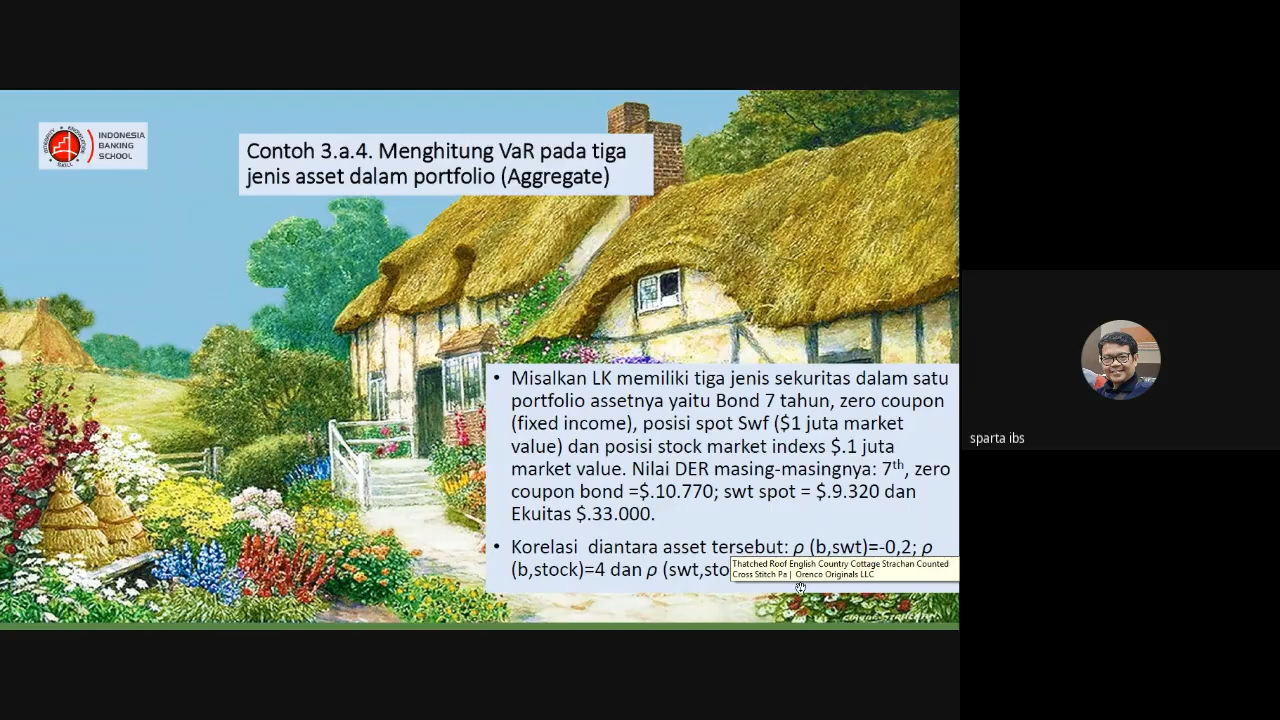 INDONESIA
BANKING
SCHOOL
Contoh 3.a.4. Menghitung VaR pada tiga
jenis asset dalam portfolio (Aggregate)
• Misalkan LK memiliki tiga jenis sekuritas dalam satu
portfolio assetnya yaitu Bond 7 tahun, zero coupon
(fixed income), posisi spot Swf ($1 juta market
value) dan posisi stock market indexs $.1 juta
market value. Nilai DER masing-masingnya: 7th, zero
coupon bond =$.10.770; swt spot = $.9.320 dan
Ekuitas $.33.000.
• Korelasi diantara asset tersebut: ρ (b,swt)=-0,2; ρ
(b,stock)=4 dan ρ (swt,sto
Thatched Roof English Country Cottage Strachan Counted
Cross Stitch Pa | Orenco Originals LLC
sparta ibs